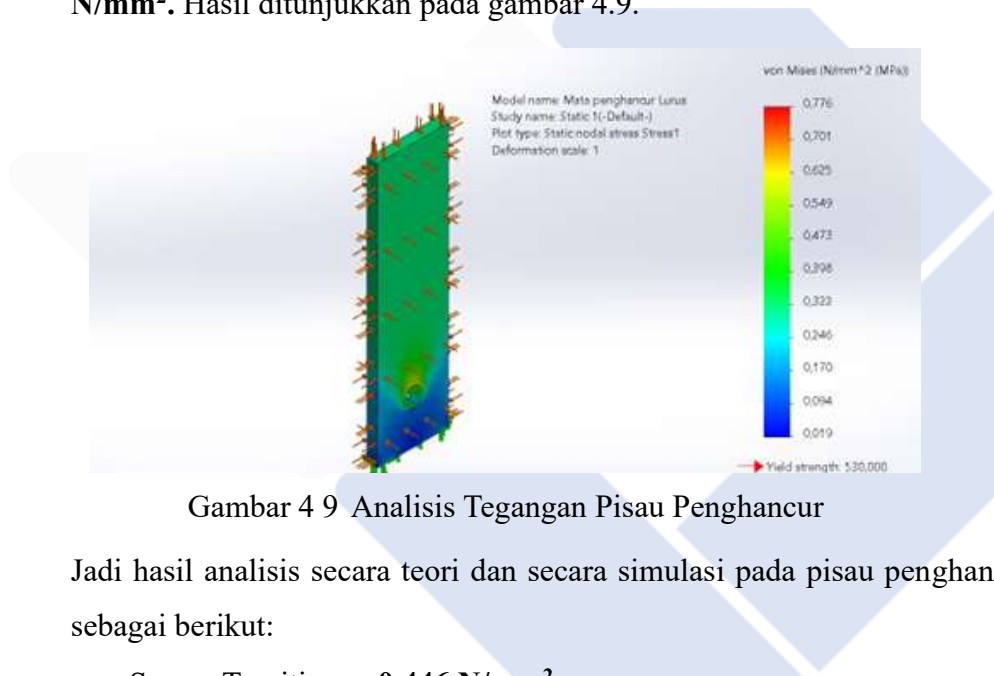 N/mm². Hasil ditunjukkan pada gambar 4.9.
von Mises (N/mm^2 (MPa))
Model name: Mata penghancur Lurus
Study name: Static 1(-Default-)
Plot type: Static nodal stress Stress1
Deformation scale: 1
0,776
0,701
0,625
0,549
0,473
0,398
0,322
0,246
0,170
0,094
0,019
Yield strength: 530,000
Gambar 4 9 Analisis Tegangan Pisau Penghancur
Jadi hasil analisis secara teori dan secara simulasi pada pisau penghan
sebagai berikut:
0,446 N/mm²